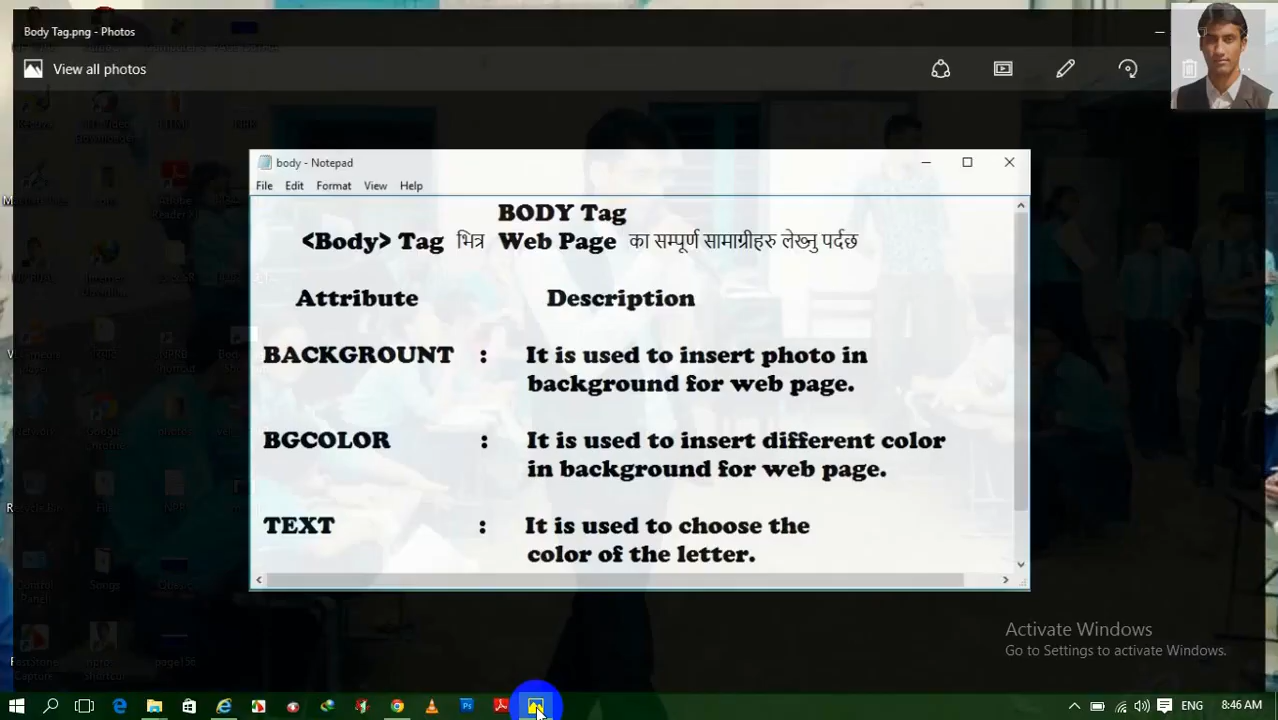 Body Tag.png - Photos
View all photos
body - Notepad
File Edit Format View Help
BODY Tag
<Body> Tag भित्र Web Page का सम्पूर्ण सामाग्रीहरु लेख्नु पर्दछ
Attribute Description
BACKGROUNT : It is used to insert photo in
background for web page.
BGCOLOR : It is used to insert different color
in background for web page.
TEXT : It is used to choose the
color of the letter.
Activate Windows
Go to Settings to activate Windows.
ENG 8:46 AM